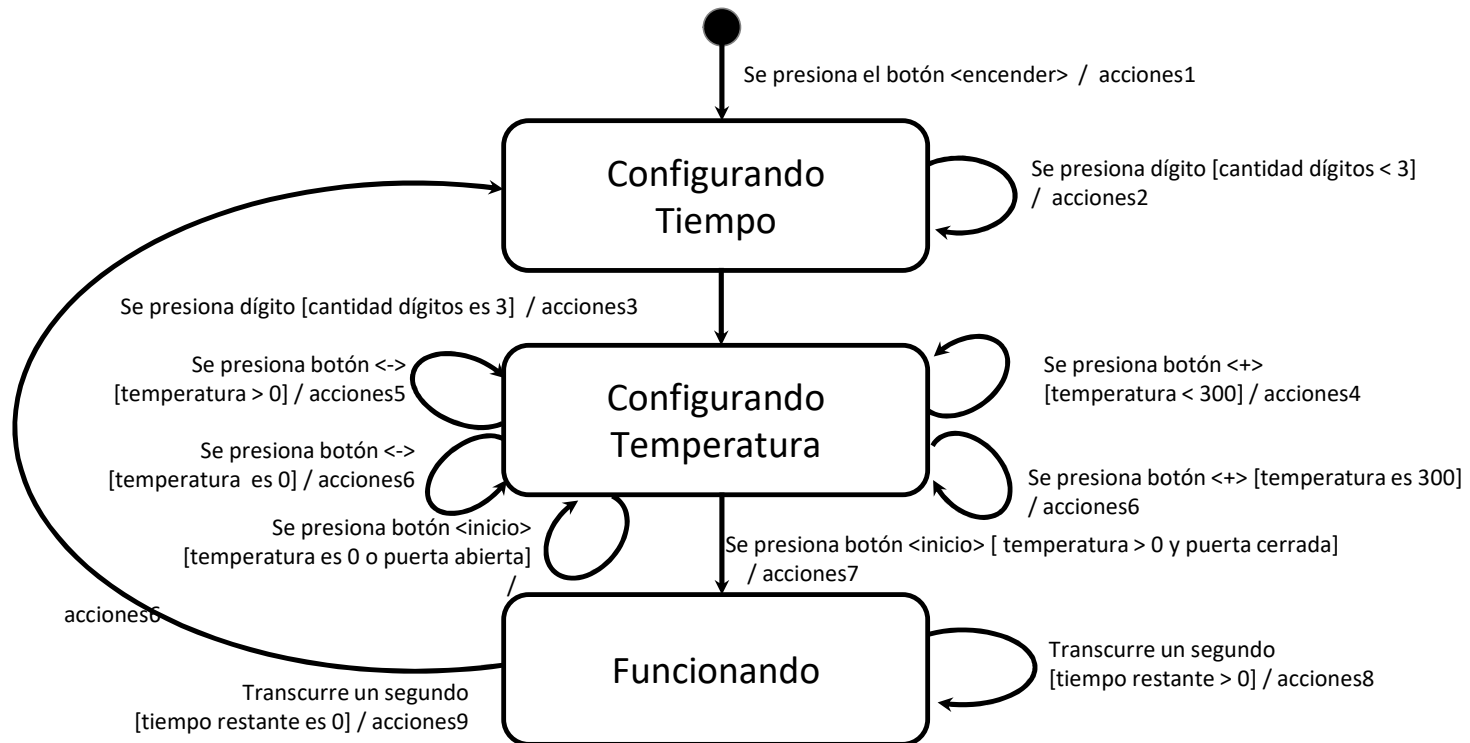 Se presiona el botón <encender> / acciones1
Configurando
Tiempo
Se presiona dígito [cantidad dígitos < 3]
/ acciones2
Se presiona dígito [cantidad dígitos es 3] / acciones3
Se presiona botón <->
[temperatura > 0] / acciones5
Configurando
Temperatura
Se presiona botón <+>
[temperatura < 300] / acciones4
Se presiona botón <->
[temperatura es 0] / acciones6
Se presiona botón <+> [temperatura es 300]
/ acciones6
Se presiona botón <inicio>
[temperatura es 0 o puerta abierta]
/
acciones6
Se presiona botón <inicio> [ temperatura > 0 y puerta cerrada]
/ acciones7
Funcionando
Transcurre un segundo
[tiempo restante > 0] / acciones8
Transcurre un segundo
[tiempo restante es 0] / acciones9